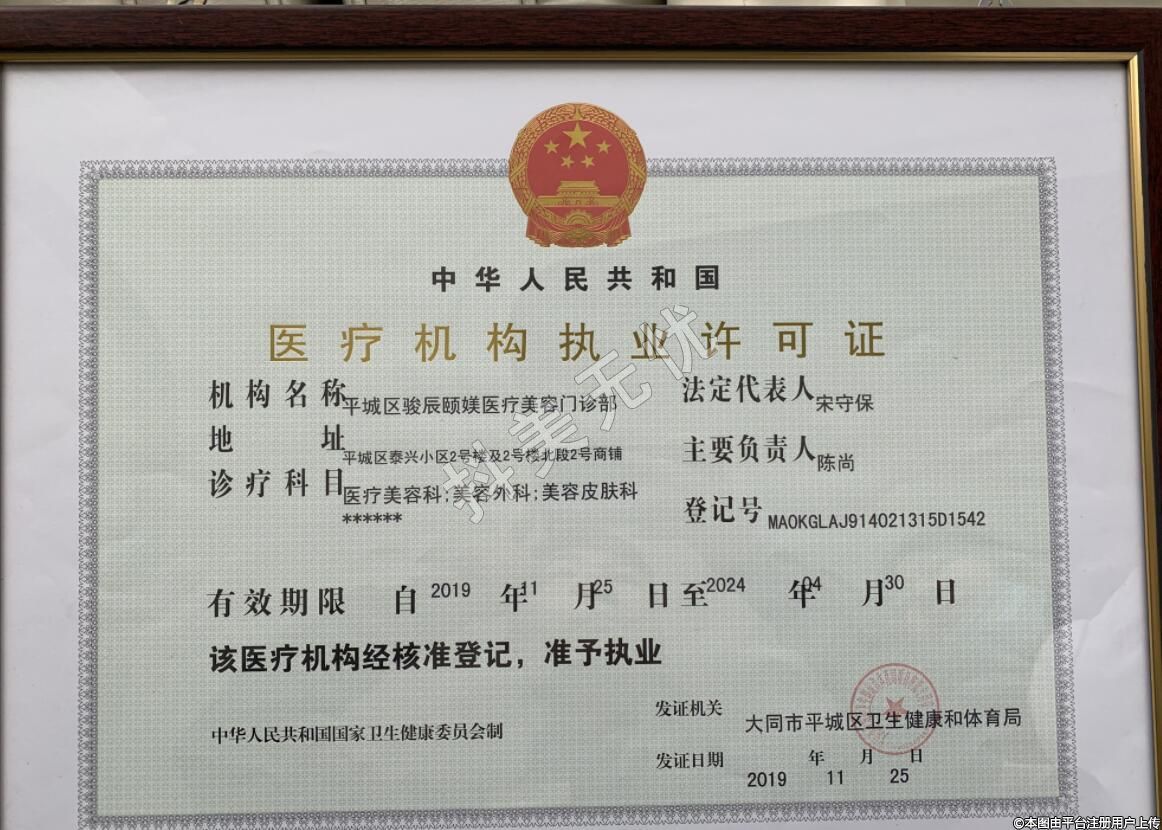 中华人民共和国
医疗机构执业许可证
机构名称 平城区骏辰颐媄医疗美容门诊部
法定代表人 宋守保
地址 平城区泰兴小区2号楼及2号楼北段2号商铺
主要负责人 陈尚
诊疗科目 医疗美容科;美容外科;美容皮肤科
******
登记号 MA0KGLAJ914021315D1542
有效期限 自 2019 年 11 月 25 日 至 2024 年 04 月 30 日
该医疗机构经核准登记，准予执业
中华人民共和国国家卫生健康委员会制
发证机关 大同市平城区卫生健康和体育局
发证日期 2019 年 11 月 25 日
抖美无忧
©本图由平台注册用户上传